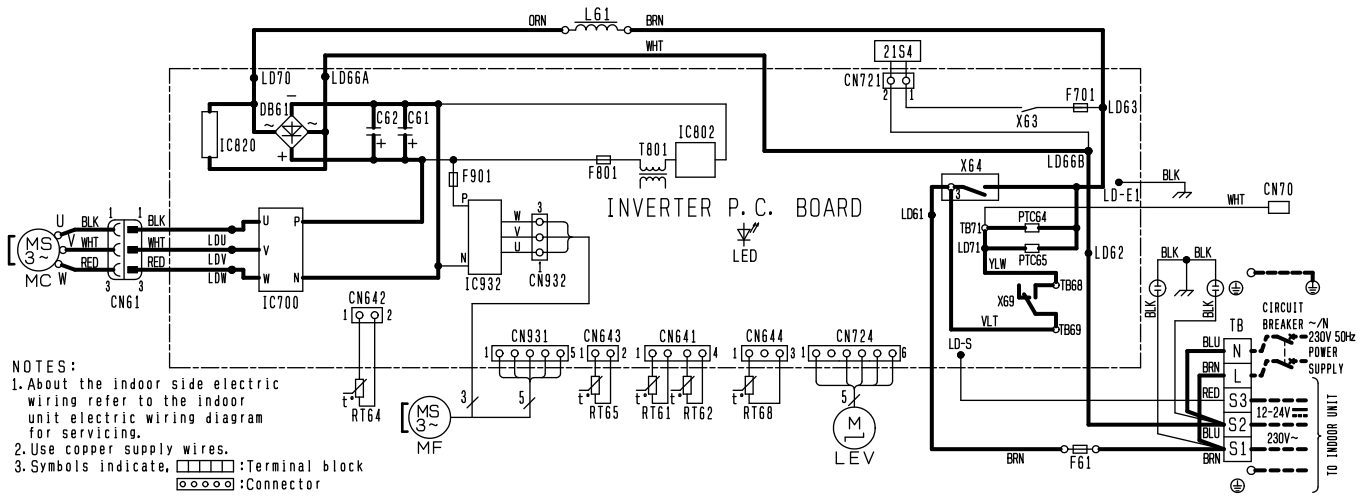 ORN L61 BRN
WHT
21S4
LD70 LD66A
CN721
2 1
F701
DB61
−
~ ~
+
C62 C61
+ +
IC820
X63
LD63
IC802
T801
F801
F901
LD66B
X64
3
LD-E1
BLK
CN70
WHT
INVERTER P. C. BOARD
LED
LD61
TB71
LD71
PTC64
PTC65
LD62
YLW
X69
TB68
TB69
VLT
LD-S
U BLK 1 1 BLK LDU U P
MS 3~ V WHT WHT LDV V
W RED 3 3 RED LDW W N
MC CN61 IC700
P W 3
V
N U 1
IC932 CN932
CN642
1 2
t°
RT64
CN931
1 5
3 5
MS 3~
MF
CN643
1 2
t°
RT65
CN641
1 4
t° t°
RT61 RT62
CN644
1 3
t°
RT68
CN724
1 6
5
M
LEV
BLK BLK
BLK BLK
TB
CIRCUIT
BREAKER
~/N
230V 50Hz
POWER
SUPPLY
BLU N
BRN L
RED S3
12-24V
S2
BLU 230V~
S1
BRN
BRN F61
TO INDOOR UNIT
NOTES:
1. About the indoor side electric
wiring refer to the indoor
unit electric wiring diagram
for servicing.
2. Use copper supply wires.
3. Symbols indicate, :Terminal block
:Connector